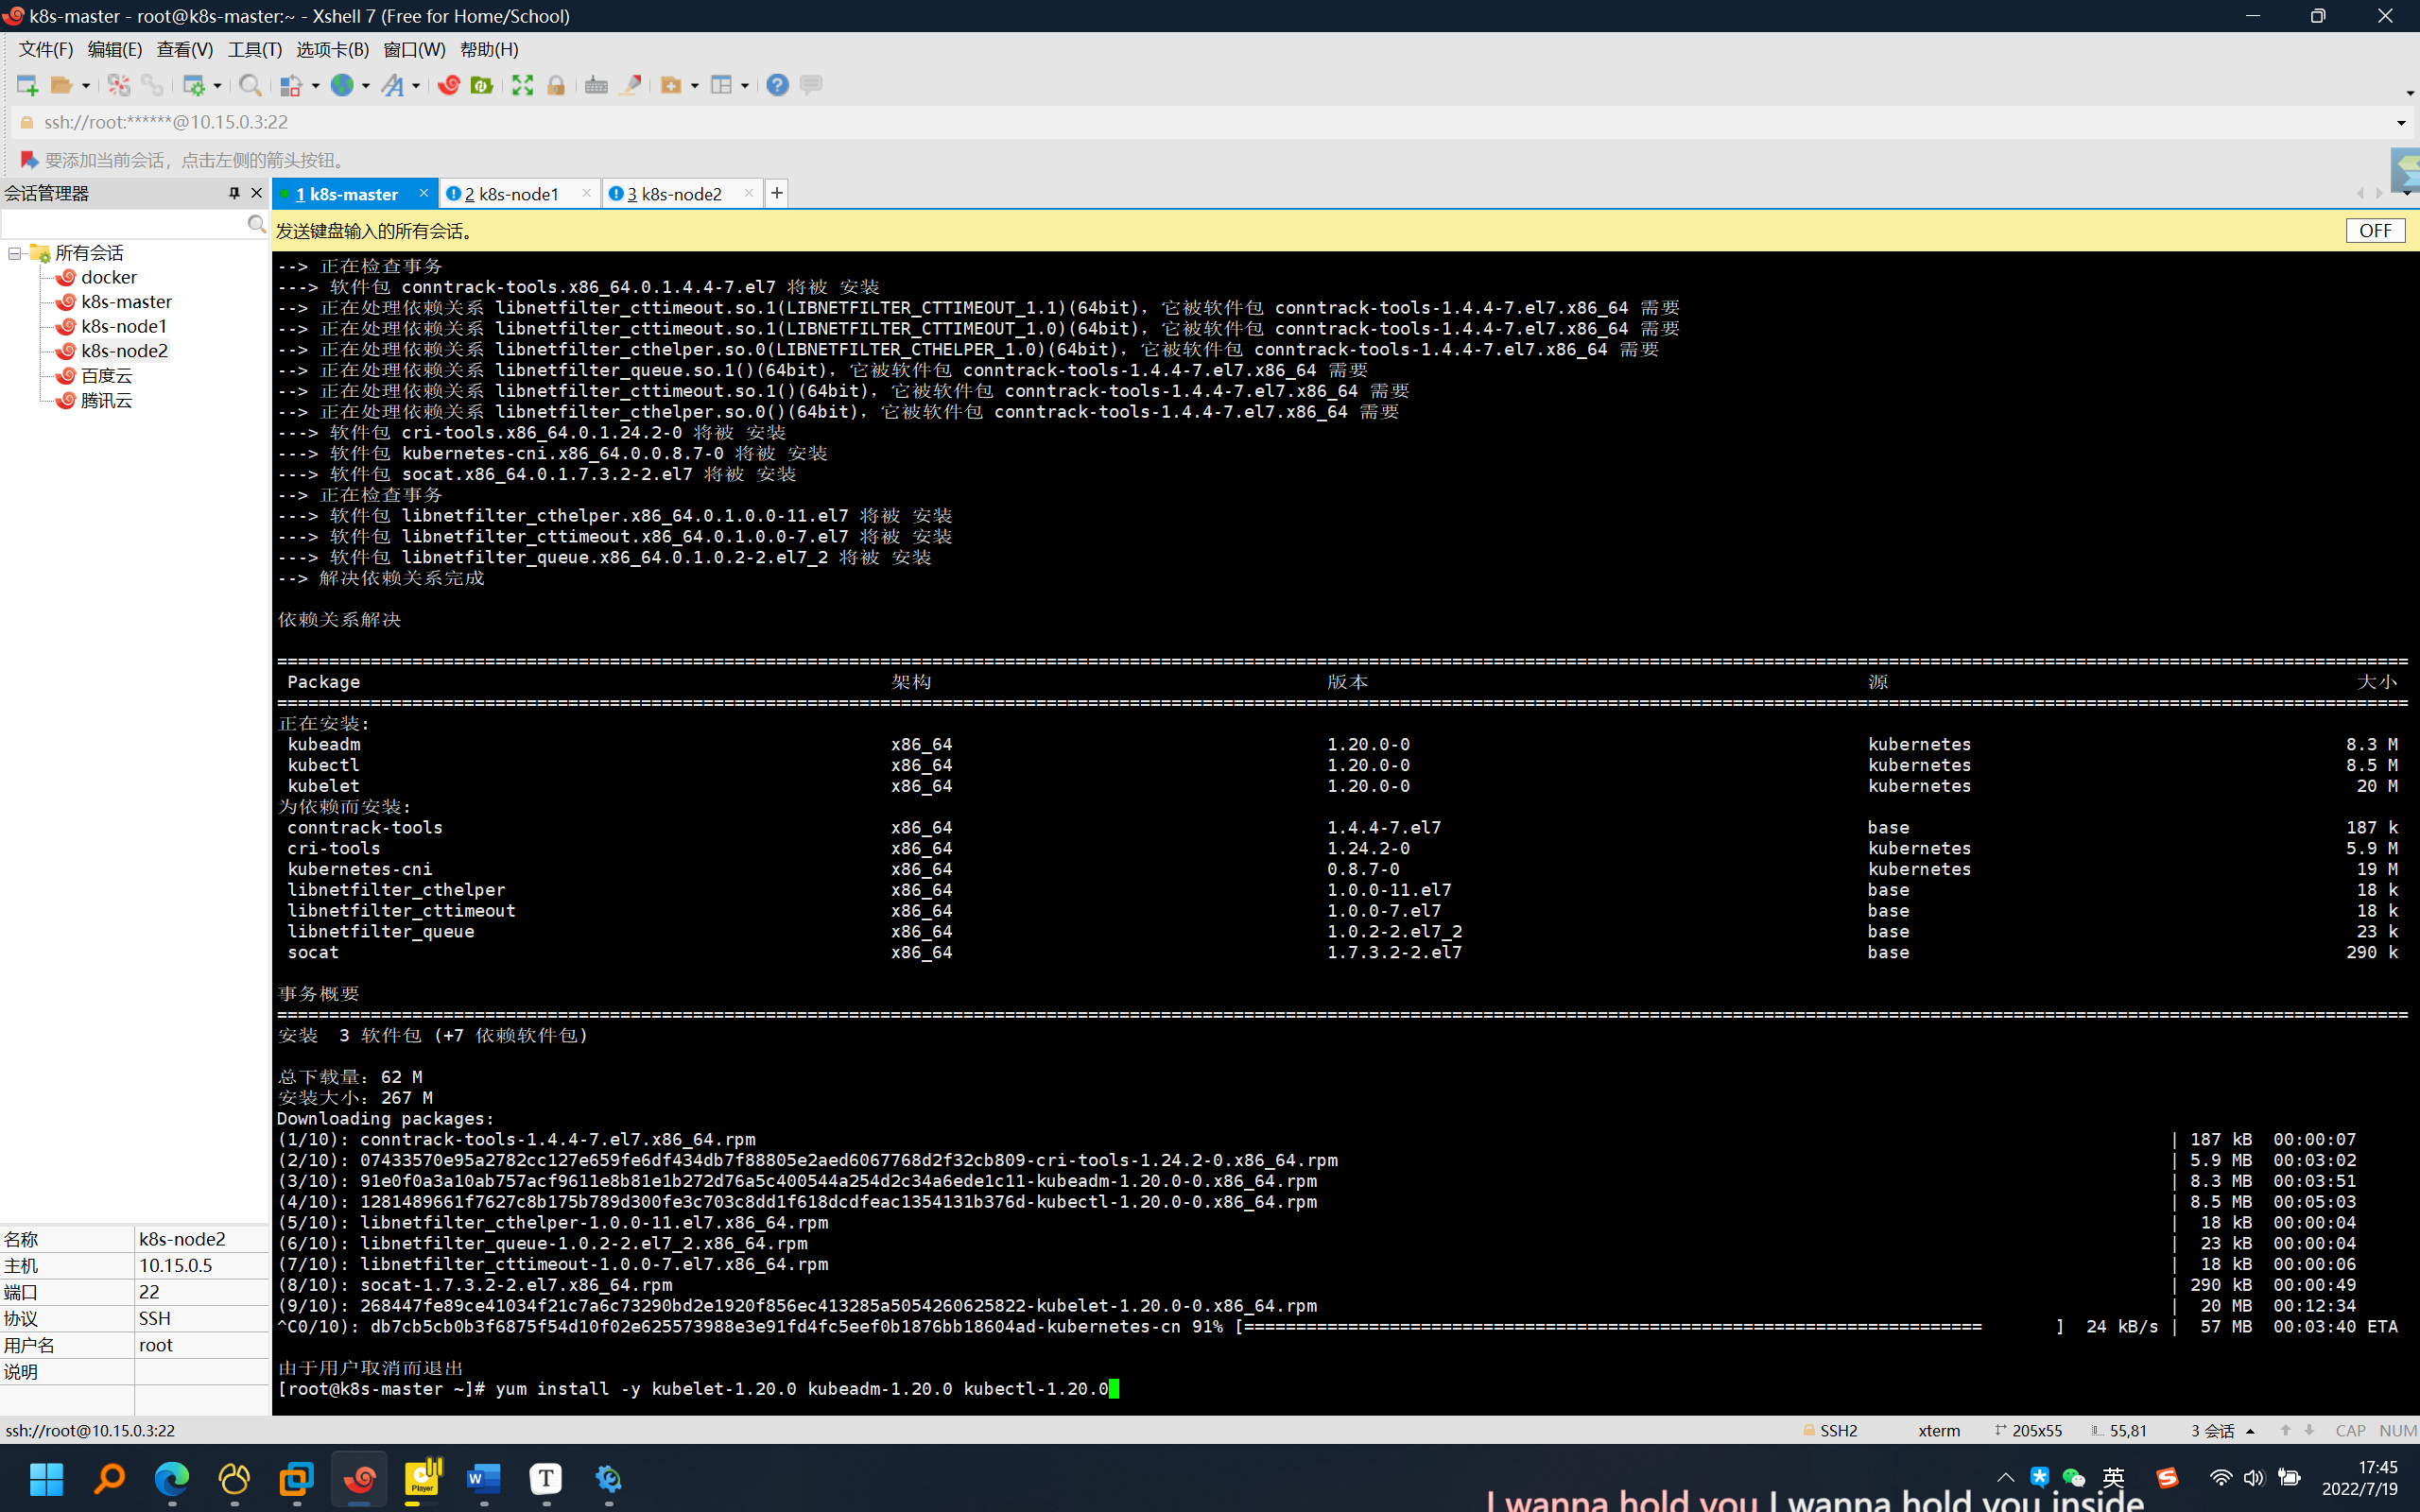 k8s-master - root@k8s-master:~ - Xshell 7 (Free for Home/School)
文件(F) 编辑(E) 查看(V) 工具(T) 选项卡(B) 窗口(W) 帮助(H)
ssh://root:******@10.15.0.3:22
要添加当前会话，点击左侧的箭头按钮。
会话管理器
1 k8s-master
2 k8s-node1
3 k8s-node2
发送键盘输入的所有会话。
OFF
所有会话
docker
k8s-master
k8s-node1
k8s-node2
百度云
腾讯云
名称 k8s-node2
主机 10.15.0.5
端口 22
协议 SSH
用户名 root
说明
--> 正在检查事务
---> 软件包 conntrack-tools.x86_64.0.1.4.4-7.el7 将被 安装
--> 正在处理依赖关系 libnetfilter_cttimeout.so.1(LIBNETFILTER_CTTIMEOUT_1.1)(64bit)，它被软件包 conntrack-tools-1.4.4-7.el7.x86_64 需要
--> 正在处理依赖关系 libnetfilter_cttimeout.so.1(LIBNETFILTER_CTTIMEOUT_1.0)(64bit)，它被软件包 conntrack-tools-1.4.4-7.el7.x86_64 需要
--> 正在处理依赖关系 libnetfilter_cthelper.so.0(LIBNETFILTER_CTHELPER_1.0)(64bit)，它被软件包 conntrack-tools-1.4.4-7.el7.x86_64 需要
--> 正在处理依赖关系 libnetfilter_queue.so.1()(64bit)，它被软件包 conntrack-tools-1.4.4-7.el7.x86_64 需要
--> 正在处理依赖关系 libnetfilter_cttimeout.so.1()(64bit)，它被软件包 conntrack-tools-1.4.4-7.el7.x86_64 需要
--> 正在处理依赖关系 libnetfilter_cthelper.so.0()(64bit)，它被软件包 conntrack-tools-1.4.4-7.el7.x86_64 需要
---> 软件包 cri-tools.x86_64.0.1.24.2-0 将被 安装
---> 软件包 kubernetes-cni.x86_64.0.0.8.7-0 将被 安装
---> 软件包 socat.x86_64.0.1.7.3.2-2.el7 将被 安装
--> 正在检查事务
---> 软件包 libnetfilter_cthelper.x86_64.0.1.0.0-11.el7 将被 安装
---> 软件包 libnetfilter_cttimeout.x86_64.0.1.0.0-7.el7 将被 安装
---> 软件包 libnetfilter_queue.x86_64.0.1.0.2-2.el7_2 将被 安装
--> 解决依赖关系完成
依赖关系解决
Package 架构 版本 源 大小
正在安装:
kubeadm x86_64 1.20.0-0 kubernetes 8.3 M
kubectl x86_64 1.20.0-0 kubernetes 8.5 M
kubelet x86_64 1.20.0-0 kubernetes 20 M
为依赖而安装:
conntrack-tools x86_64 1.4.4-7.el7 base 187 k
cri-tools x86_64 1.24.2-0 kubernetes 5.9 M
kubernetes-cni x86_64 0.8.7-0 kubernetes 19 M
libnetfilter_cthelper x86_64 1.0.0-11.el7 base 18 k
libnetfilter_cttimeout x86_64 1.0.0-7.el7 base 18 k
libnetfilter_queue x86_64 1.0.2-2.el7_2 base 23 k
socat x86_64 1.7.3.2-2.el7 base 290 k
事务概要
安装 3 软件包 (+7 依赖软件包)
总下载量：62 M
安装大小：267 M
Downloading packages:
(1/10): conntrack-tools-1.4.4-7.el7.x86_64.rpm | 187 kB 00:00:07
(2/10): 07433570e95a2782cc127e659fe6df434db7f88805e2aed6067768d2f32cb809-cri-tools-1.24.2-0.x86_64.rpm | 5.9 MB 00:03:02
(3/10): 91e0f0a3a10ab757acf9611e8b81e1b272d76a5c400544a254d2c34a6ede1c11-kubeadm-1.20.0-0.x86_64.rpm | 8.3 MB 00:03:51
(4/10): 1281489661f7627c8b175b789d300fe3c703c8dd1f618dcdfeac1354131b376d-kubectl-1.20.0-0.x86_64.rpm | 8.5 MB 00:05:03
(5/10): libnetfilter_cthelper-1.0.0-11.el7.x86_64.rpm | 18 kB 00:00:04
(6/10): libnetfilter_queue-1.0.2-2.el7_2.x86_64.rpm | 23 kB 00:00:04
(7/10): libnetfilter_cttimeout-1.0.0-7.el7.x86_64.rpm | 18 kB 00:00:06
(8/10): socat-1.7.3.2-2.el7.x86_64.rpm | 290 kB 00:00:49
(9/10): 268447fe89ce41034f21c7a6c73290bd2e1920f856ec413285a5054260625822-kubelet-1.20.0-0.x86_64.rpm | 20 MB 00:12:34
^C0/10): db7cb5cb0b3f6875f54d10f02e625573988e3e91fd4fc5eef0b1876bb18604ad-kubernetes-cn 91% [======================================================================= ] 24 kB/s | 57 MB 00:03:40 ETA
由于用户取消而退出
[root@k8s-master ~]# yum install -y kubelet-1.20.0 kubeadm-1.20.0 kubectl-1.20.0
ssh://root@10.15.0.3:22 SSH2 xterm 205x55 55,81 3 会话 CAP NUM
Player
英
17:45
2022/7/19
I wanna hold you I wanna hold you inside